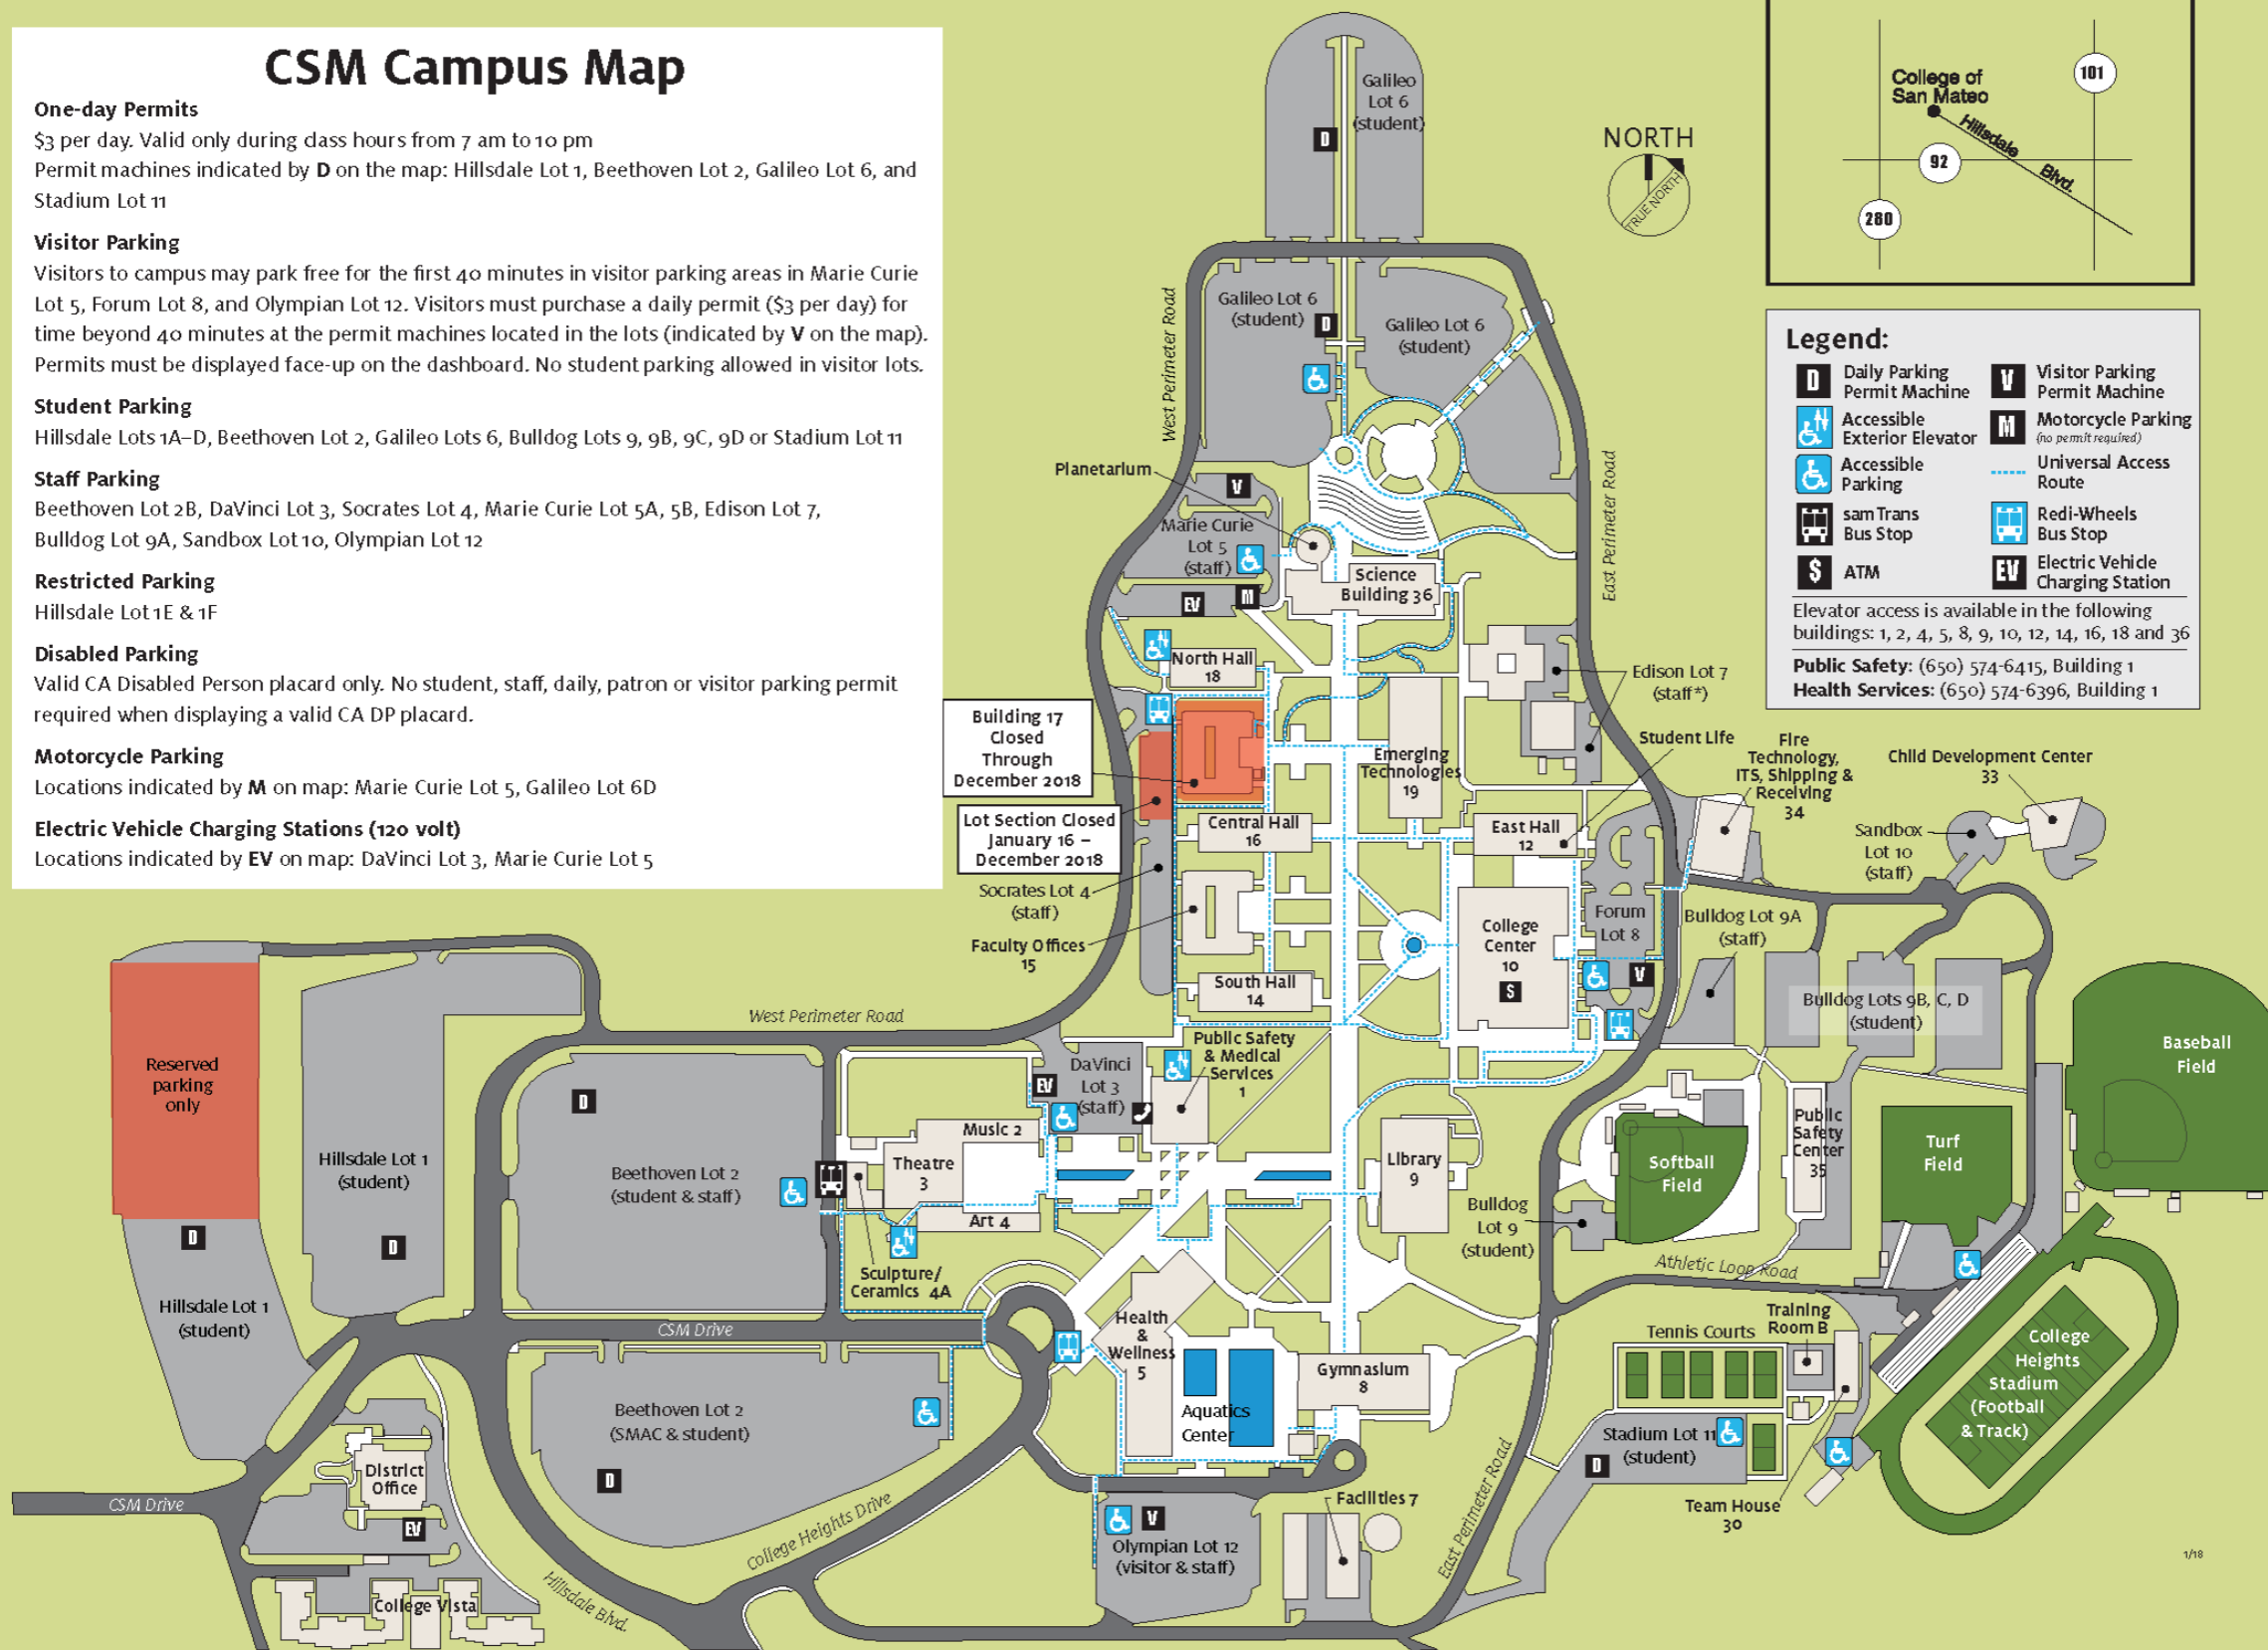 CSM Campus Map
One-day Permits
$3 per day. Valid only during class hours from 7 am to 10 pm
Permit machines indicated by D on the map: Hillsdale Lot 1, Beethoven Lot 2, Galileo Lot 6, and
Stadium Lot 11
Visitor Parking
Visitors to campus may park free for the first 40 minutes in visitor parking areas in Marie Curie
Lot 5, Forum Lot 8, and Olympian Lot 12. Visitors must purchase a daily permit ($3 per day) for
time beyond 40 minutes at the permit machines located in the lots (indicated by V on the map).
Permits must be displayed face-up on the dashboard. No student parking allowed in visitor lots.
Student Parking
Hillsdale Lots 1A–D, Beethoven Lot 2, Galileo Lots 6, Bulldog Lots 9, 9B, 9C, 9D or Stadium Lot 11
Staff Parking
Beethoven Lot 2B, DaVinci Lot 3, Socrates Lot 4, Marie Curie Lot 5A, 5B, Edison Lot 7,
Bulldog Lot 9A, Sandbox Lot 10, Olympian Lot 12
Restricted Parking
Hillsdale Lot 1E & 1F
Disabled Parking
Valid CA Disabled Person placard only. No student, staff, daily, patron or visitor parking permit
required when displaying a valid CA DP placard.
Motorcycle Parking
Locations indicated by M on map: Marie Curie Lot 5, Galileo Lot 6D
Electric Vehicle Charging Stations (120 volt)
Locations indicated by EV on map: DaVinci Lot 3, Marie Curie Lot 5
Galileo
Lot 6
(student)
D
NORTH
TRUE NORTH
College of
San Mateo
101
Hillsdale
Blvd.
92
280
Legend:
D
Daily Parking
Permit Machine
V
Visitor Parking
Permit Machine
Accessible
Exterior Elevator
M
Motorcycle Parking
(no permit required)
Accessible
Parking
Universal Access
Route
samTrans
Bus Stop
Redi-Wheels
Bus Stop
$
ATM
EV
Electric Vehicle
Charging Station
Elevator access is available in the following
buildings: 1, 2, 4, 5, 8, 9, 10, 12, 14, 16, 18 and 36
Public Safety: (650) 574-6415, Building 1
Health Services: (650) 574-6396, Building 1
West Perimeter Road
Galileo Lot 6
(student)
D
Galileo Lot 6
(student)
East Perimeter Road
Planetarium
V
Marie Curie
Lot 5
(staff)
EV
M
Science
Building 36
North Hall
18
Edison Lot 7
(staff*)
Building 17
Closed
Through
December 2018
Lot Section Closed
January 16 –
December 2018
Emerging
Technologies
19
Student Life
Fire
Technology,
ITS, Shipping &
Receiving
34
Child Development Center
33
Sandbox
Lot 10
(staff)
Central Hall
16
East Hall
12
Socrates Lot 4
(staff)
Faculty Offices
15
South Hall
14
College
Center
10
$
Forum
Lot 8
V
Bulldog Lot 9A
(staff)
Bulldog Lots 9B, C, D
(student)
Baseball
Field
West Perimeter Road
Reserved
parking
only
D
Hillsdale Lot 1
(student)
Hillsdale Lot 1
(student)
D
D
Beethoven Lot 2
(student & staff)
EV
DaVinci
Lot 3
(staff)
Public Safety
& Medical
Services
1
Music 2
Theatre
3
Art 4
Sculpture/
Ceramics 4A
Library
9
Bulldog
Lot 9
(student)
Softball
Field
Public
Safety
Center
35
Turf
Field
Athletic Loop Road
CSM Drive
Health
&
Wellness
5
Aquatics
Center
Gymnasium
8
Tennis Courts
Training
Room B
College
Heights
Stadium
(Football
& Track)
Beethoven Lot 2
(SMAC & student)
D
Stadium Lot 11
(student)
D
Team House
30
District
Office
EV
CSM Drive
College Vista
Hillsdale Blvd.
College Heights Drive
V
Olympian Lot 12
(visitor & staff)
Facilities 7
East Perimeter Road
1/18